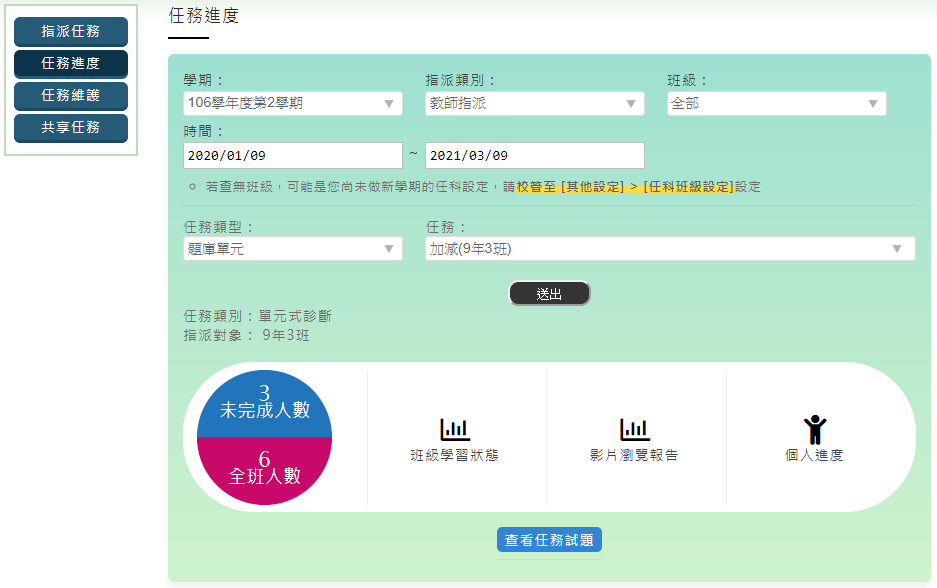 指派任務
任務進度
任務維護
共享任務
任務進度
學期：
指派類別：
班級：
106學年度第2學期
教師指派
全部
時間：
2020/01/09 ~ 2021/03/09
若查無班級，可能是您尚未做新學期的任科設定，請校管至 [其他設定] > [任科班級設定]設定
任務類型：
任務：
題庫單元
加減(9年3班)
送出
任務類別：單元式診斷
指派對象： 9年3班
3
未完成人數
6
全班人數
班級學習狀態
影片瀏覽報告
個人進度
查看任務試題